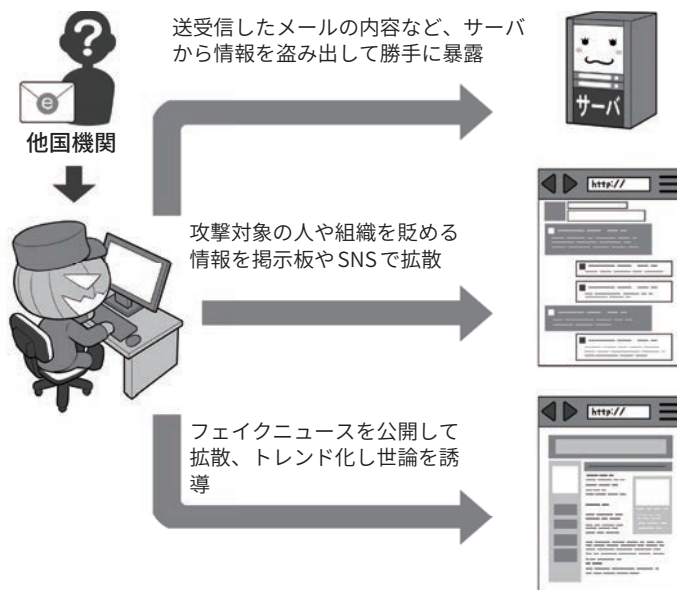 送受信したメールの内容など、サーバ
から情報を盗み出して勝手に暴露
e
他国機関
サーバ
攻撃対象の人や組織を貶める
情報を掲示板やSNSで拡散
http://
フェイクニュースを公開して
拡散、トレンド化し世論を誘
導
http://